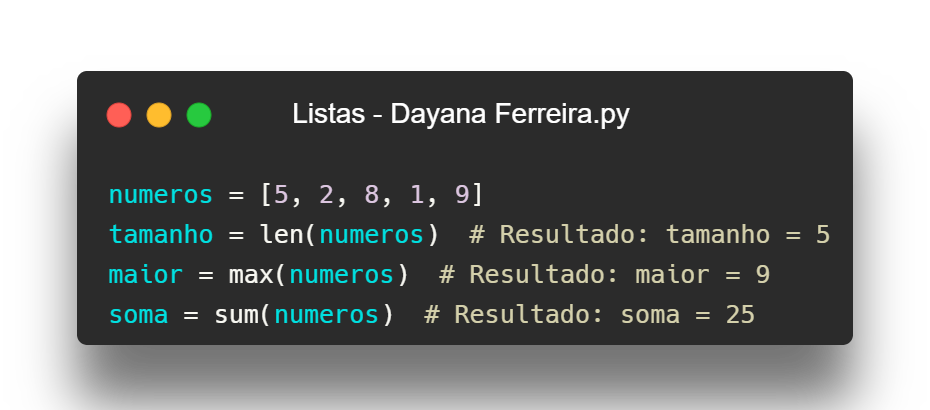 Listas - Dayana Ferreira.py
numeros = [5, 2, 8, 1, 9]
tamanho = len(numeros)  # Resultado: tamanho = 5
maior = max(numeros)  # Resultado: maior = 9
soma = sum(numeros)  # Resultado: soma = 25